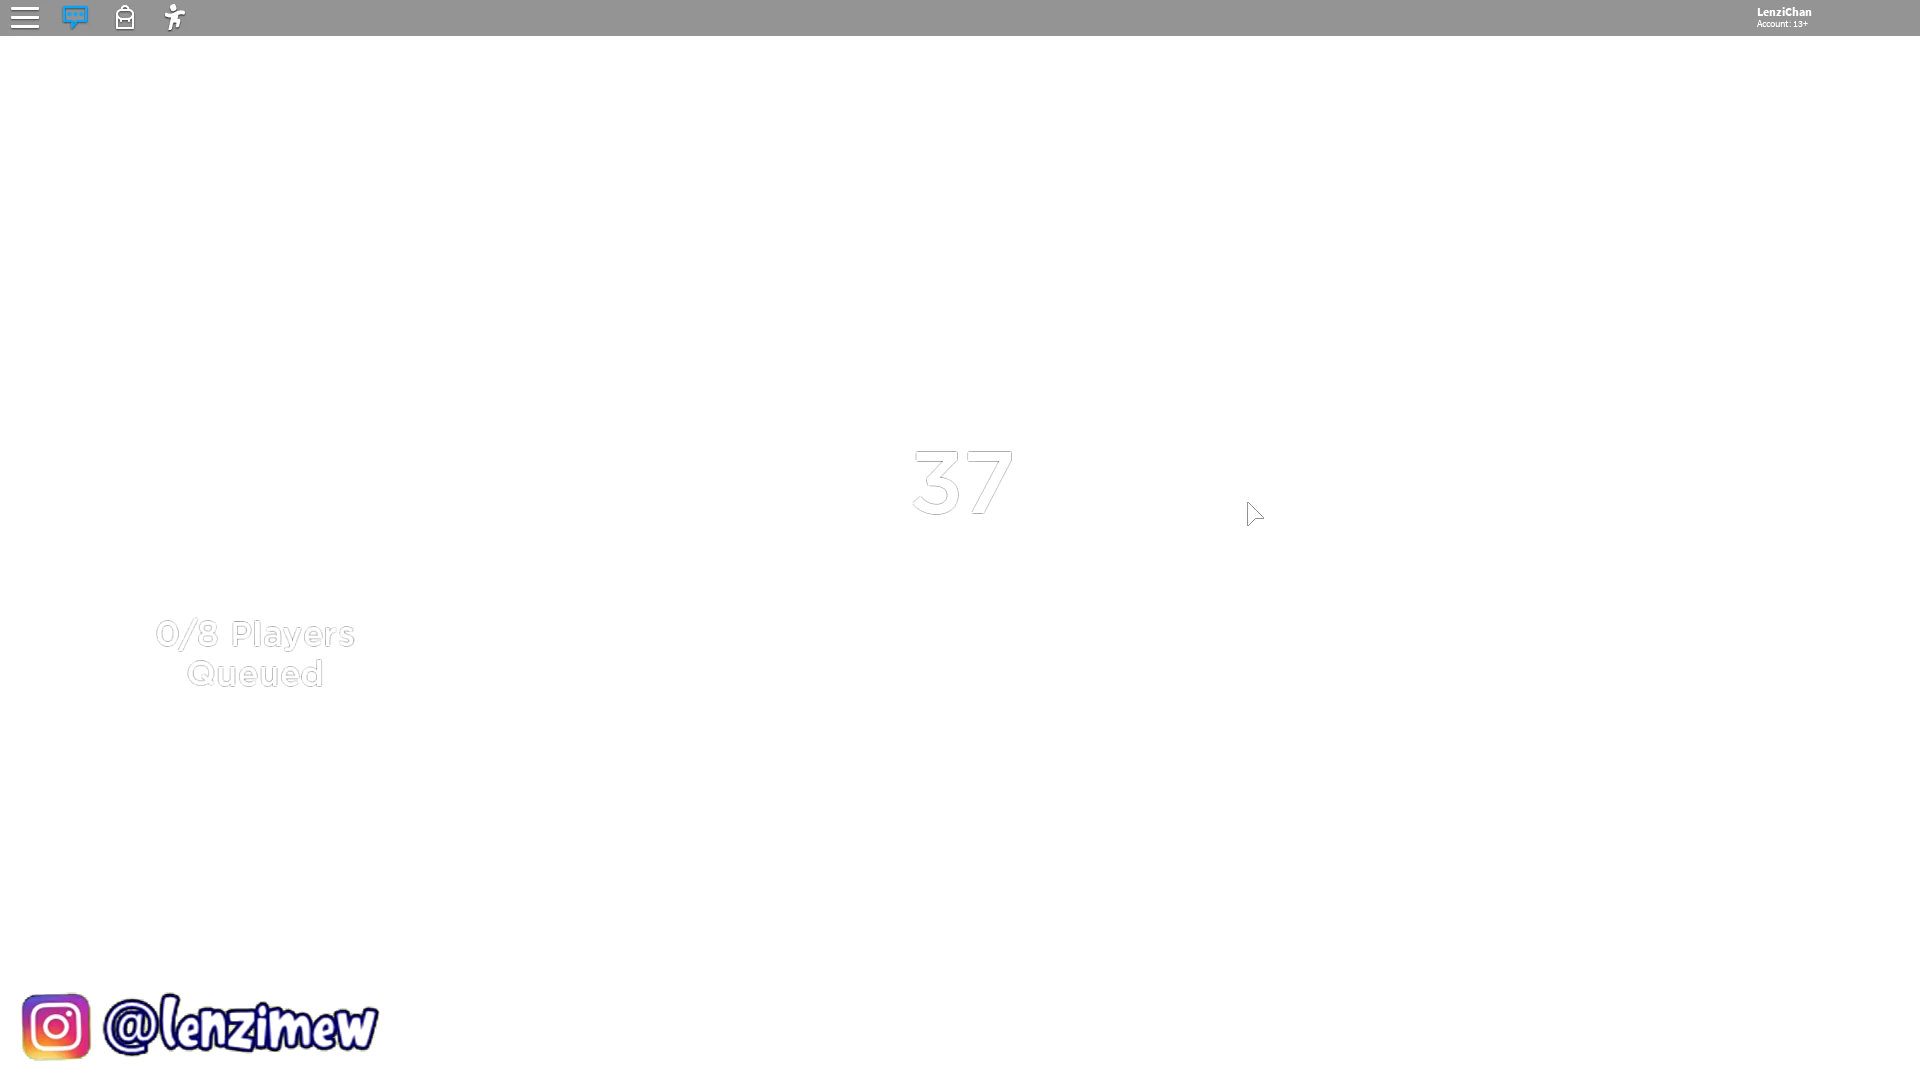 LenziChan
Account: 13+
37
0/8 Players
Queued
@lenzimew